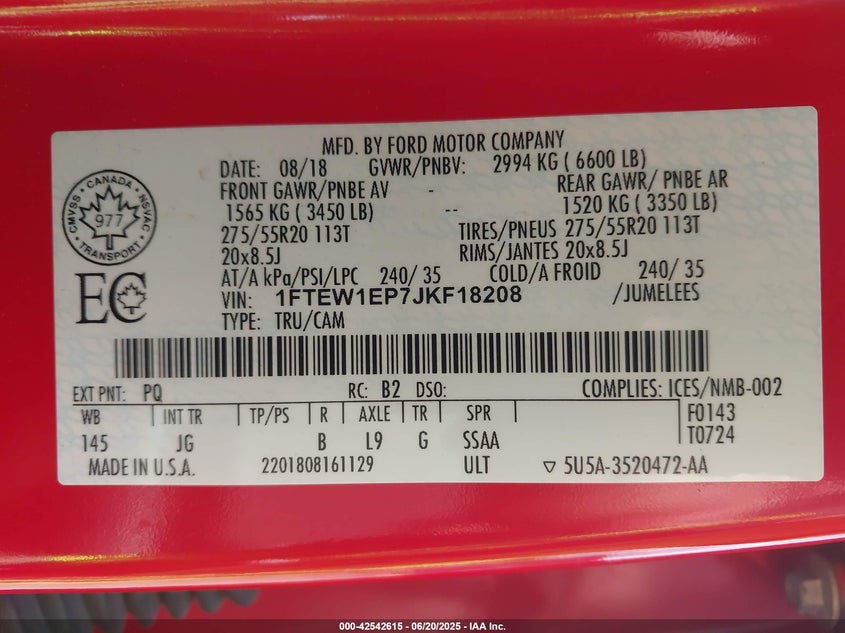 MFD. BY FORD MOTOR COMPANY
DATE: 08/18 GVWR/PNBV: 2994 KG ( 6600 LB)
FRONT GAWR/PNBE AV - REAR GAWR/ PNBE AR
1565 KG ( 3450 LB) -- 1520 KG ( 3350 LB)
275/55R20 113T TIRES/PNEUS 275/55R20 113T
20x8.5J RIMS/JANTES 20x8.5J
AT/A kPa/PSI/LPC 240/ 35 COLD/A FROID 240/ 35
VIN: 1FTEW1EP7JKF18208 /JUMELEES
TYPE: TRU/CAM
CANADA
CMVSS NSVAC
977
TRANSPORT
EC
EXT PNT: PQ RC: B2 DSO: COMPLIES: ICES/NMB-002
WB INT TR TP/PS R AXLE TR SPR F0143
145 JG B L9 G SSAA T0724
MADE IN U.S.A. 2201808161129 ULT ▽ 5U5A-3520472-AA
000-42542615 - 06/20/2025 - IAA Inc.